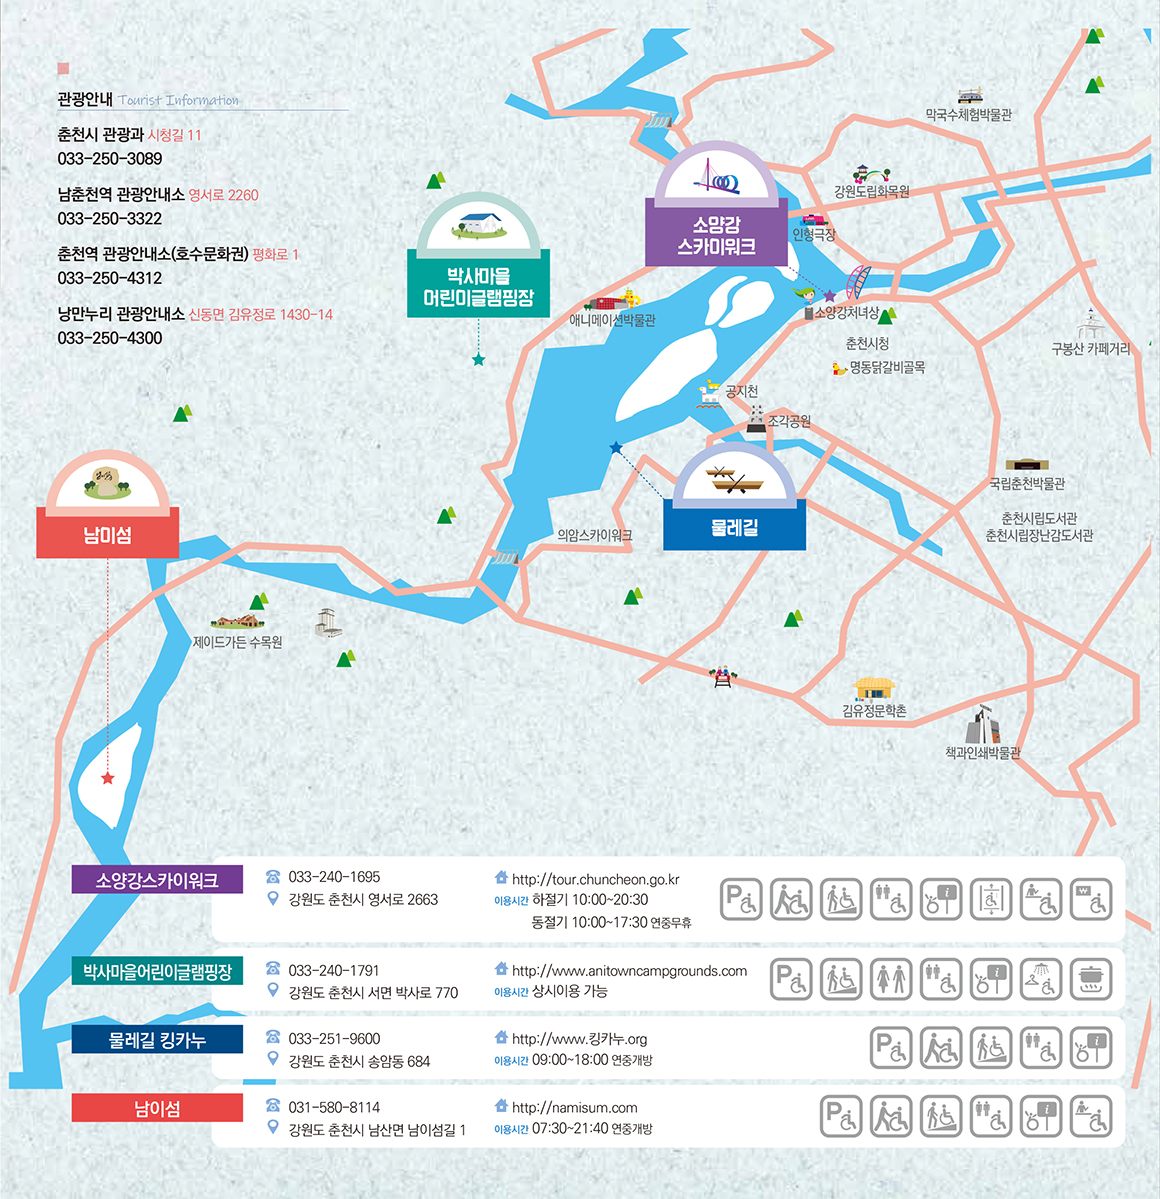 관광안내 Tourist Information
춘천시 관광과 시청길 11
033-250-3089
남춘천역 관광안내소 영서로 2260
033-250-3322
춘천역 관광안내소(호수문화권) 평화로 1
033-250-4312
낭만누리 관광안내소 신동면 김유정로 1430-14
033-250-4300
막국수체험박물관
강원도립화목원
소양강
스카이워크
인형극장
박사마을
어린이글램핑장
애니메이션박물관
소양강처녀상
춘천시청
구봉산 카페거리
명동닭갈비골목
공지천
조각공원
국립춘천박물관
남미섬
물레길
의암스카이워크
춘천시립도서관
춘천시립장난감도서관
제이드가든 수목원
김유정문학촌
책과인쇄박물관
소양강스카이워크
033-240-1695
강원도 춘천시 영서로 2663
http://tour.chuncheon.go.kr
이용시간 하절기 10:00~20:30
동절기 10:00~17:30 연중무휴
P i ₩
박사마을어린이글램핑장
033-240-1791
강원도 춘천시 서면 박사로 770
http://www.anitowncampgrounds.com
이용시간 상시이용 가능
P i
물레길 킹카누
033-251-9600
강원도 춘천시 송암동 684
http://www.킹카누.org
이용시간 09:00~18:00 연중개방
P i
남이섬
031-580-8114
강원도 춘천시 남산면 남이섬길 1
http://namisum.com
이용시간 07:30~21:40 연중개방
P i